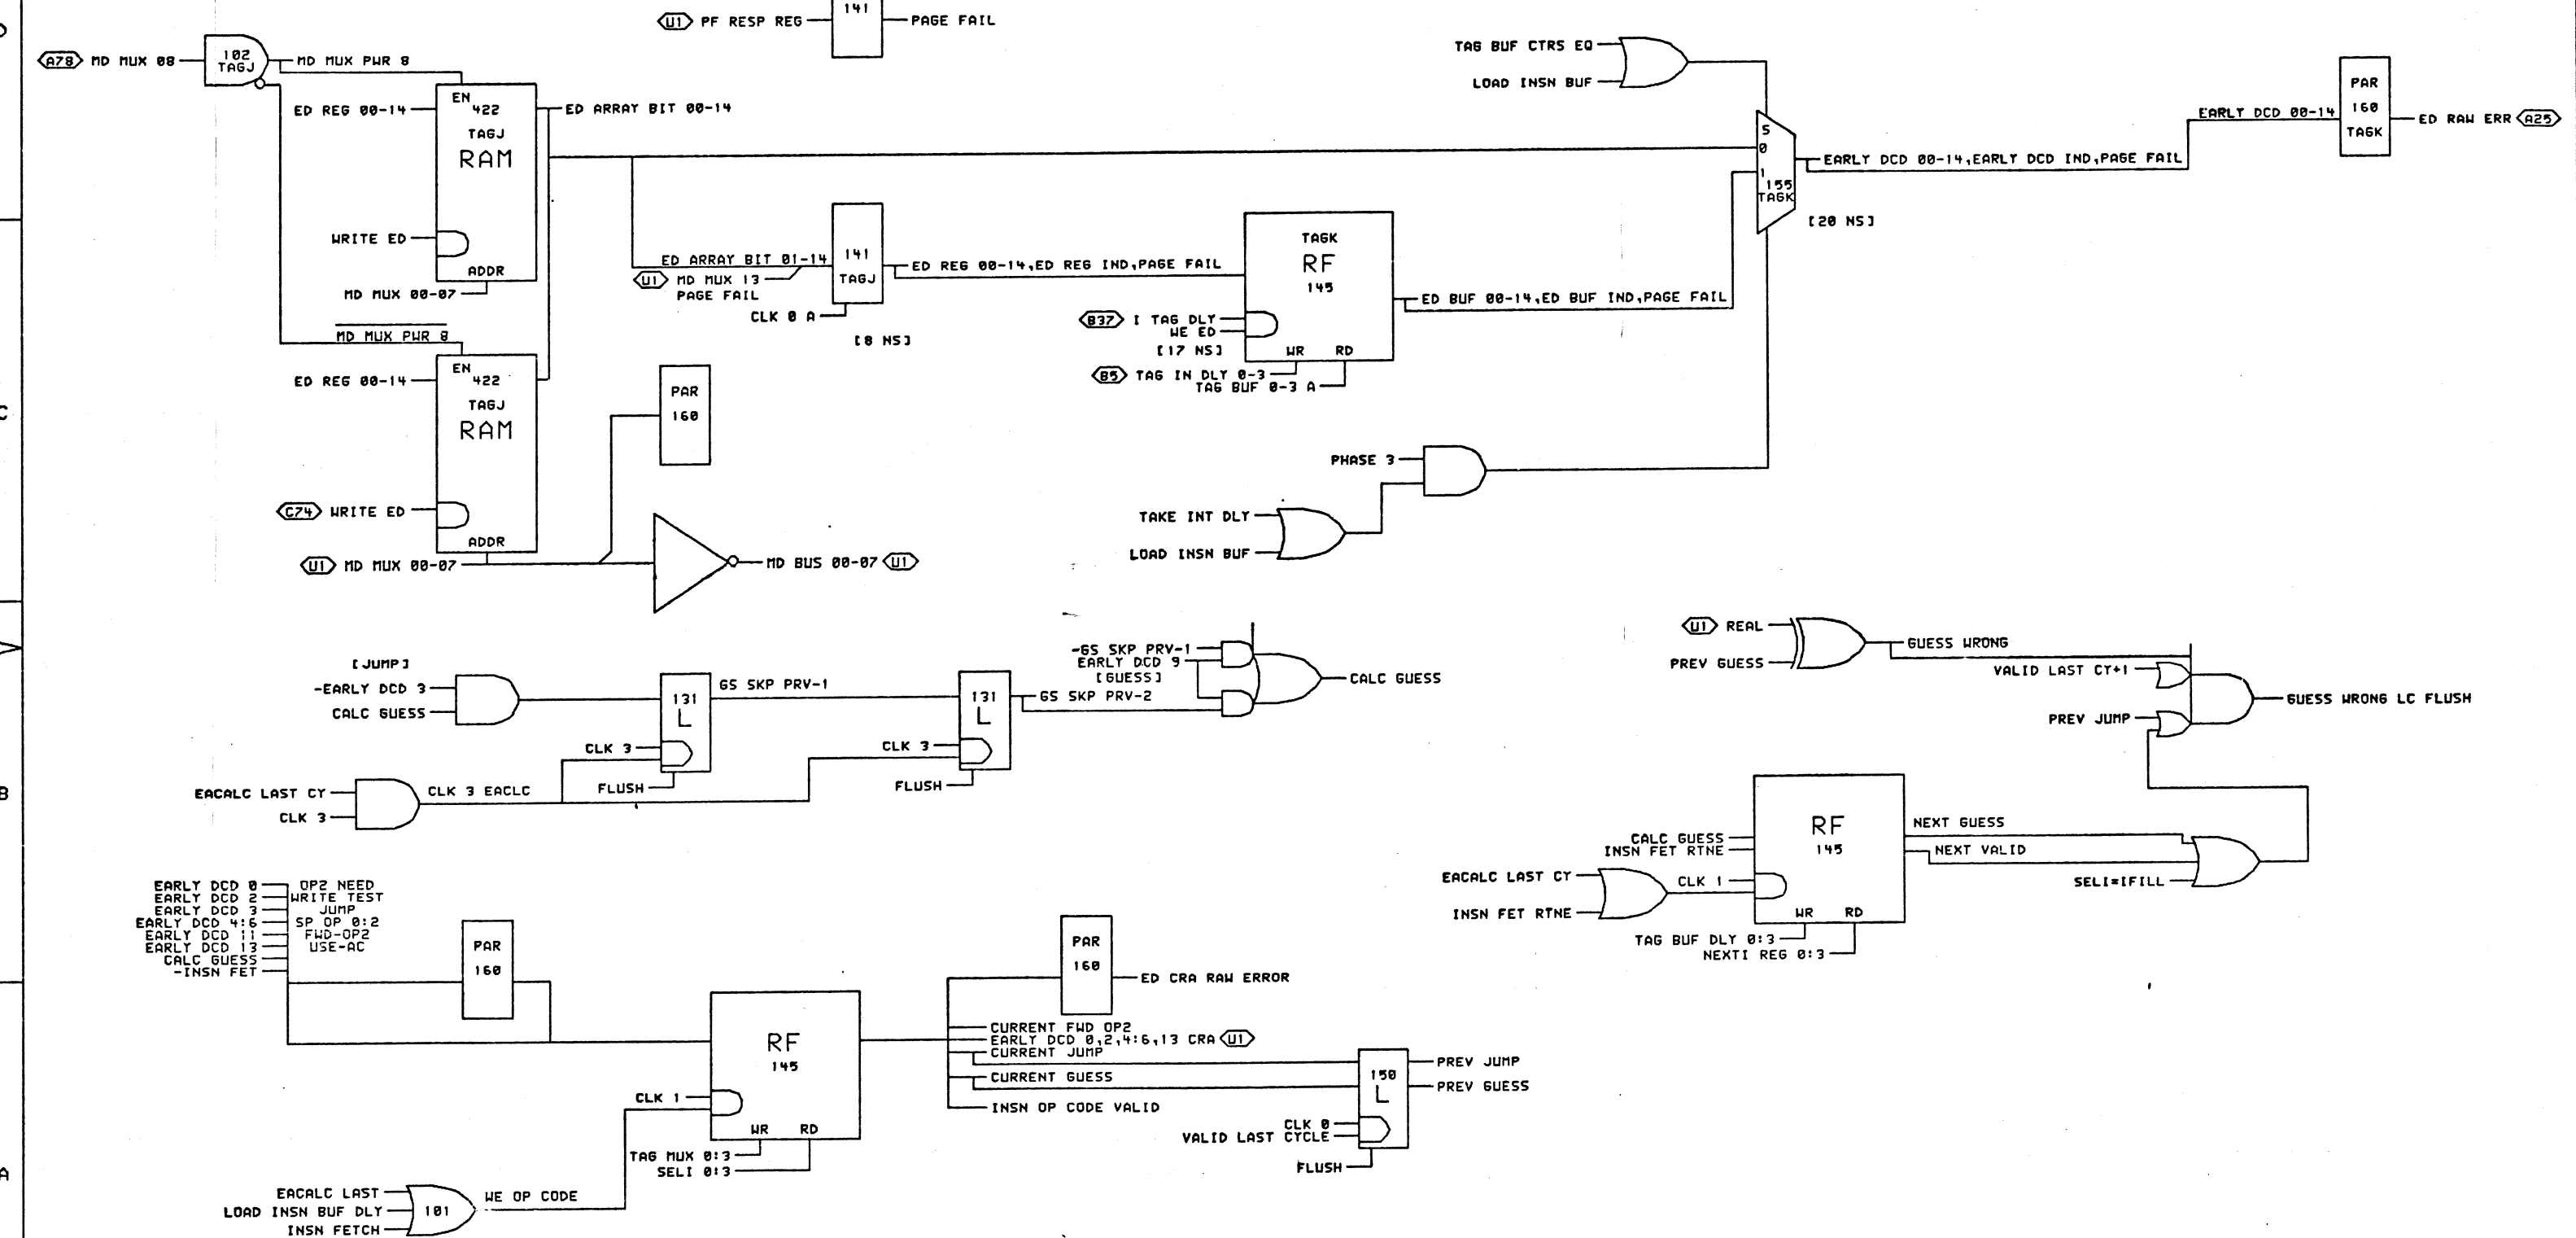 D
141
U1 PF RESP REG
PAGE FAIL
A78 MD MUX 08
102
TAGJ
MD MUX PWR 8
TAG BUF CTRS EQ
LOAD INSN BUF
ED REG 00-14
EN
422
TAGJ
RAM
ED ARRAY BIT 00-14
WRITE ED
ADDR
MD MUX 00-07
S
0
1
155
TAGK
[20 NS]
EARLY DCD 00-14,EARLY DCD IND,PAGE FAIL
EARLY DCD 00-14
PAR
160
TAGK
ED RAW ERR A25
ED ARRAY BIT 01-14
U1 MD MUX 13
PAGE FAIL
141
TAGJ
CLK 0 A
[8 NS]
ED REG 00-14,ED REG IND,PAGE FAIL
TAGK
RF
145
B37 I TAG DLY
WE ED
[17 NS]
WR
RD
B5 TAG IN DLY 0-3
TAG BUF 0-3 A
ED BUF 00-14,ED BUF IND,PAGE FAIL
MD MUX PWR 8
ED REG 00-14
EN
422
TAGJ
RAM
C
PAR
160
C74 WRITE ED
ADDR
U1 MD MUX 00-07
MD BUS 00-07 U1
PHASE 3
TAKE INT DLY
LOAD INSN BUF
[JUMP]
-EARLY DCD 3
CALC GUESS
131
L
CLK 3
FLUSH
GS SKP PRV-1
131
L
CLK 3
FLUSH
GS SKP PRV-2
-GS SKP PRV-1
EARLY DCD 9
[GUESS]
CALC GUESS
B
EACALC LAST CY
CLK 3
CLK 3 EACLC
U1 REAL
PREV GUESS
GUESS WRONG
VALID LAST CY+1
PREV JUMP
GUESS WRONG LC FLUSH
CALC GUESS
INSN FET RTNE
EACALC LAST CY
INSN FET RTNE
CLK 1
RF
145
WR
RD
TAG BUF DLY 0:3
NEXTI REG 0:3
NEXT GUESS
NEXT VALID
SELI=IFILL
EARLY DCD 0 OP2 NEED
EARLY DCD 2 WRITE TEST
EARLY DCD 3 JUMP
EARLY DCD 4:6 SP OP 0:2
EARLY DCD 11 FWD-OP2
EARLY DCD 13 USE-AC
CALC GUESS
-INSN FET
PAR
160
RF
145
CLK 1
WR
RD
TAG MUX 0:3
SELI 0:3
PAR
160
ED CRA RAW ERROR
CURRENT FWD OP2
EARLY DCD 0,2,4:6,13 CRA U1
CURRENT JUMP
CURRENT GUESS
INSN OP CODE VALID
150
L
CLK 0
VALID LAST CYCLE
FLUSH
PREV JUMP
PREV GUESS
A
EACALC LAST
LOAD INSN BUF DLY
INSN FETCH
101
WE OP CODE